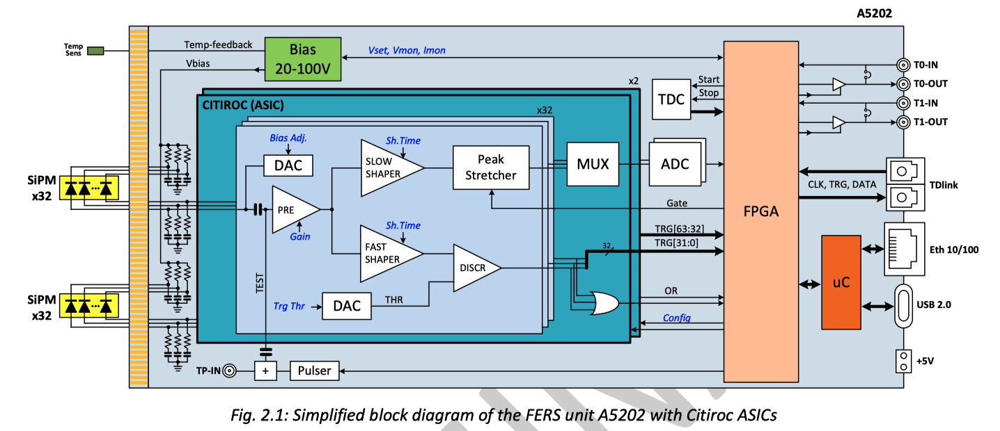 A5202
Temp
Sens
Temp-feedback
Bias
20-100V
Vset, Vmon, Imon
Vbias
T0-IN
T0-OUT
T1-IN
T1-OUT
x2
TDC
Start
Stop
CITIROC (ASIC)
x32
Bias Adj.
DAC
Sh.Time
SLOW
SHAPER
Peak
Stretcher
MUX
ADC
SiPM
x32
PRE
Gain
Gate
FPGA
CLK, TRG, DATA
TDlink
Sh.Time
FAST
SHAPER
DISCR
32
TRG[63:32]
TRG[31:0]
Eth 10/100
uC
TEST
SiPM
x32
Trg Thr
DAC
THR
OR
Config
USB 2.0
TP-IN
+
Pulser
+5V
Fig. 2.1: Simplified block diagram of the FERS unit A5202 with Citiroc ASICs